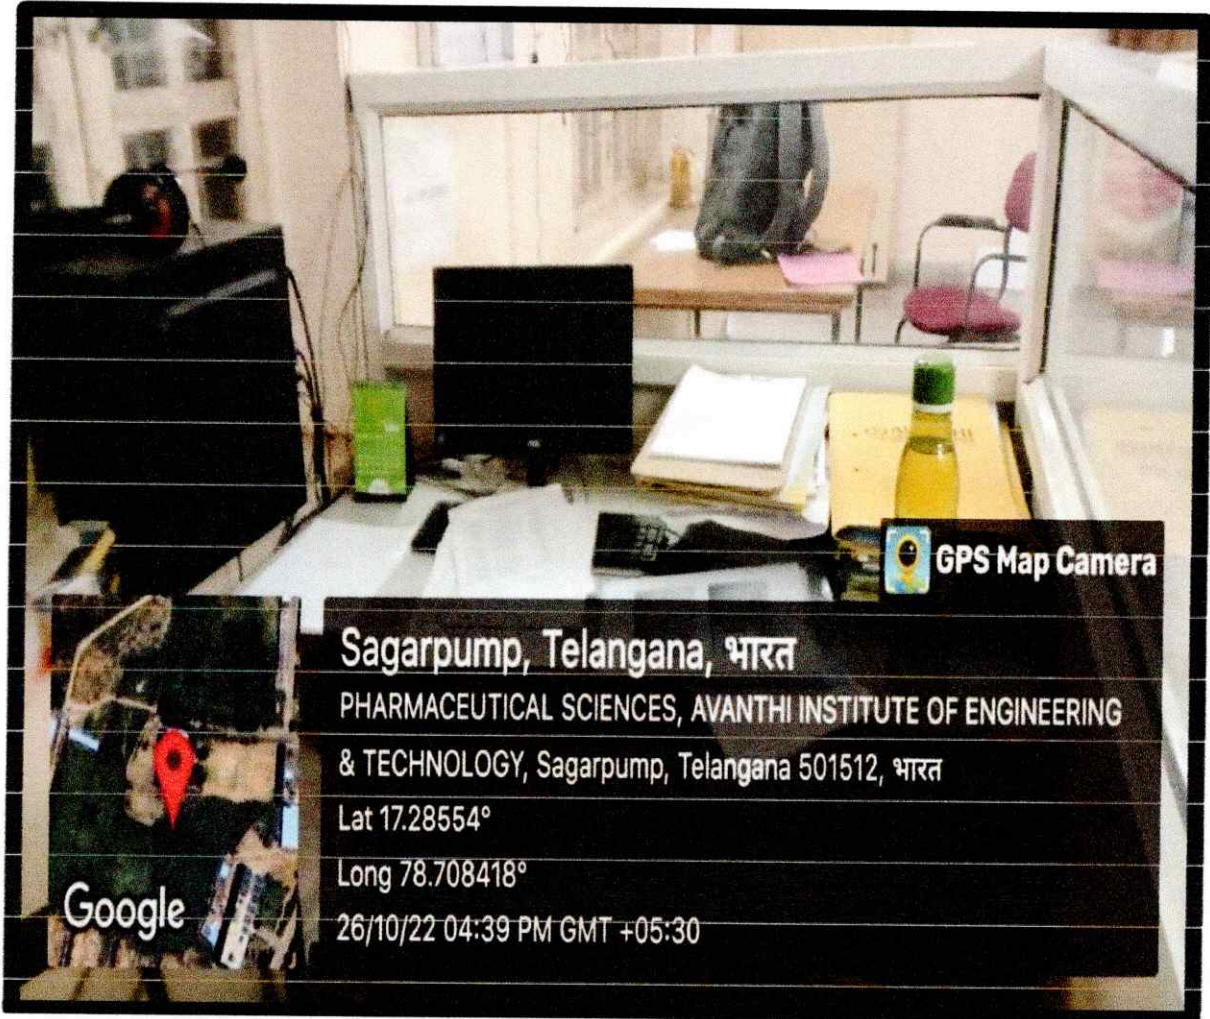 GPS Map Camera
Sagarpump, Telangana, भारत
PHARMACEUTICAL SCIENCES, AVANTHI INSTITUTE OF ENGINEERING
& TECHNOLOGY, Sagarpump, Telangana 501512, भारत
Lat 17.28554°
Long 78.708418°
26/10/22 04:39 PM GMT +05:30
Google